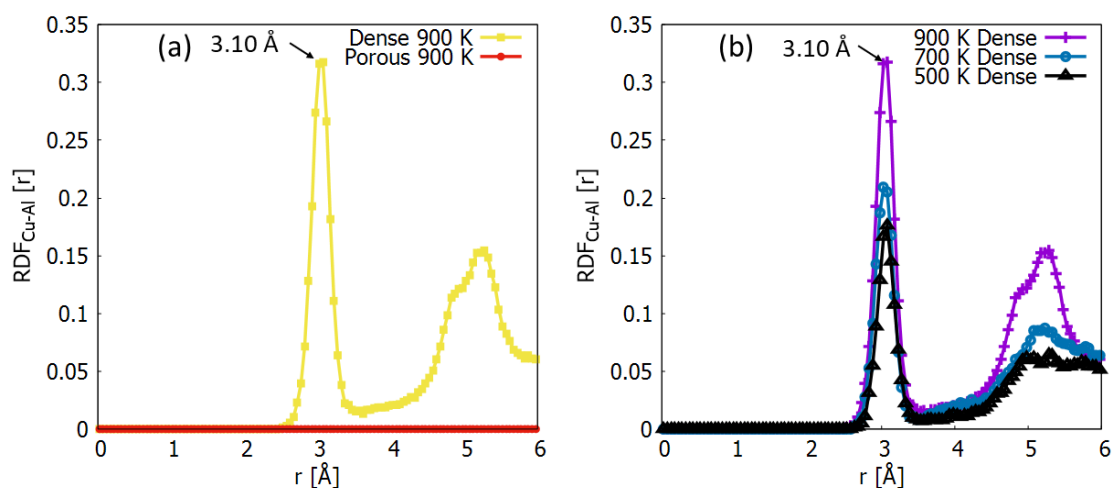 0.35
(a)
Dense 900 K
Porous 900 K
3.10 Å
0.3
0.25
0.2
0.15
0.1
0.05
0
RDFCu-Al [r]
0 1 2 3 4 5 6
r [Å]
0.35
(b)
900 K Dense
700 K Dense
500 K Dense
3.10 Å
0.3
0.25
0.2
0.15
0.1
0.05
0
RDFCu-Al [r]
0 1 2 3 4 5 6
r [Å]